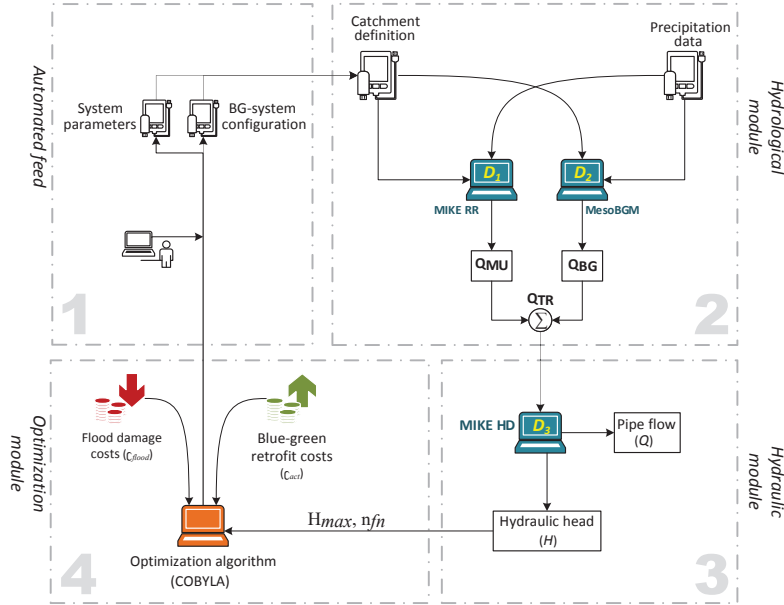 Automated feed
System parameters
BG-system configuration
1
Catchment definition
Precipitation data
Hydrological module
D1
D2
MIKE RR
MesoBGM
QMU
QBG
QTR
Σ
2
Optimization module
Flood damage
costs (Cflood)
Blue-green
retrofit costs
(Cact)
Hmax, nfn
Optimization algorithm
(COBYLA)
4
MIKE HD
D3
Pipe flow
(Q)
Hydraulic head
(H)
Hydraulic module
3